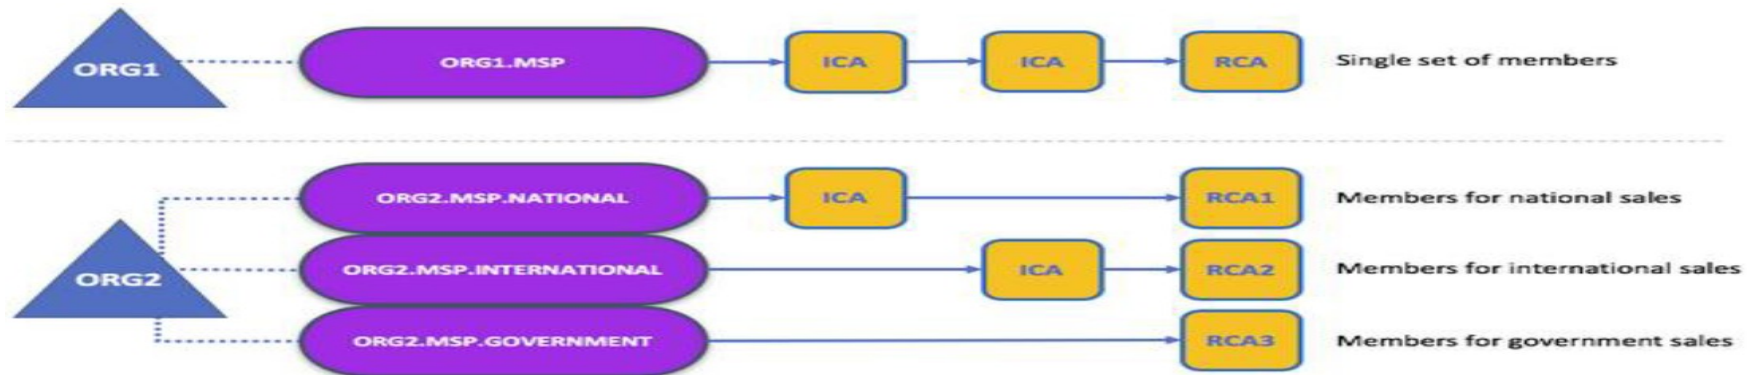 ORG1 ORG1.MSP ICA ICA RCA Single set of members
ORG2.MSP.NATIONAL ICA RCA1 Members for national sales
ORG2 ORG2.MSP.INTERNATIONAL ICA RCA2 Members for international sales
ORG2.MSP.GOVERNMENT RCA3 Members for government sales